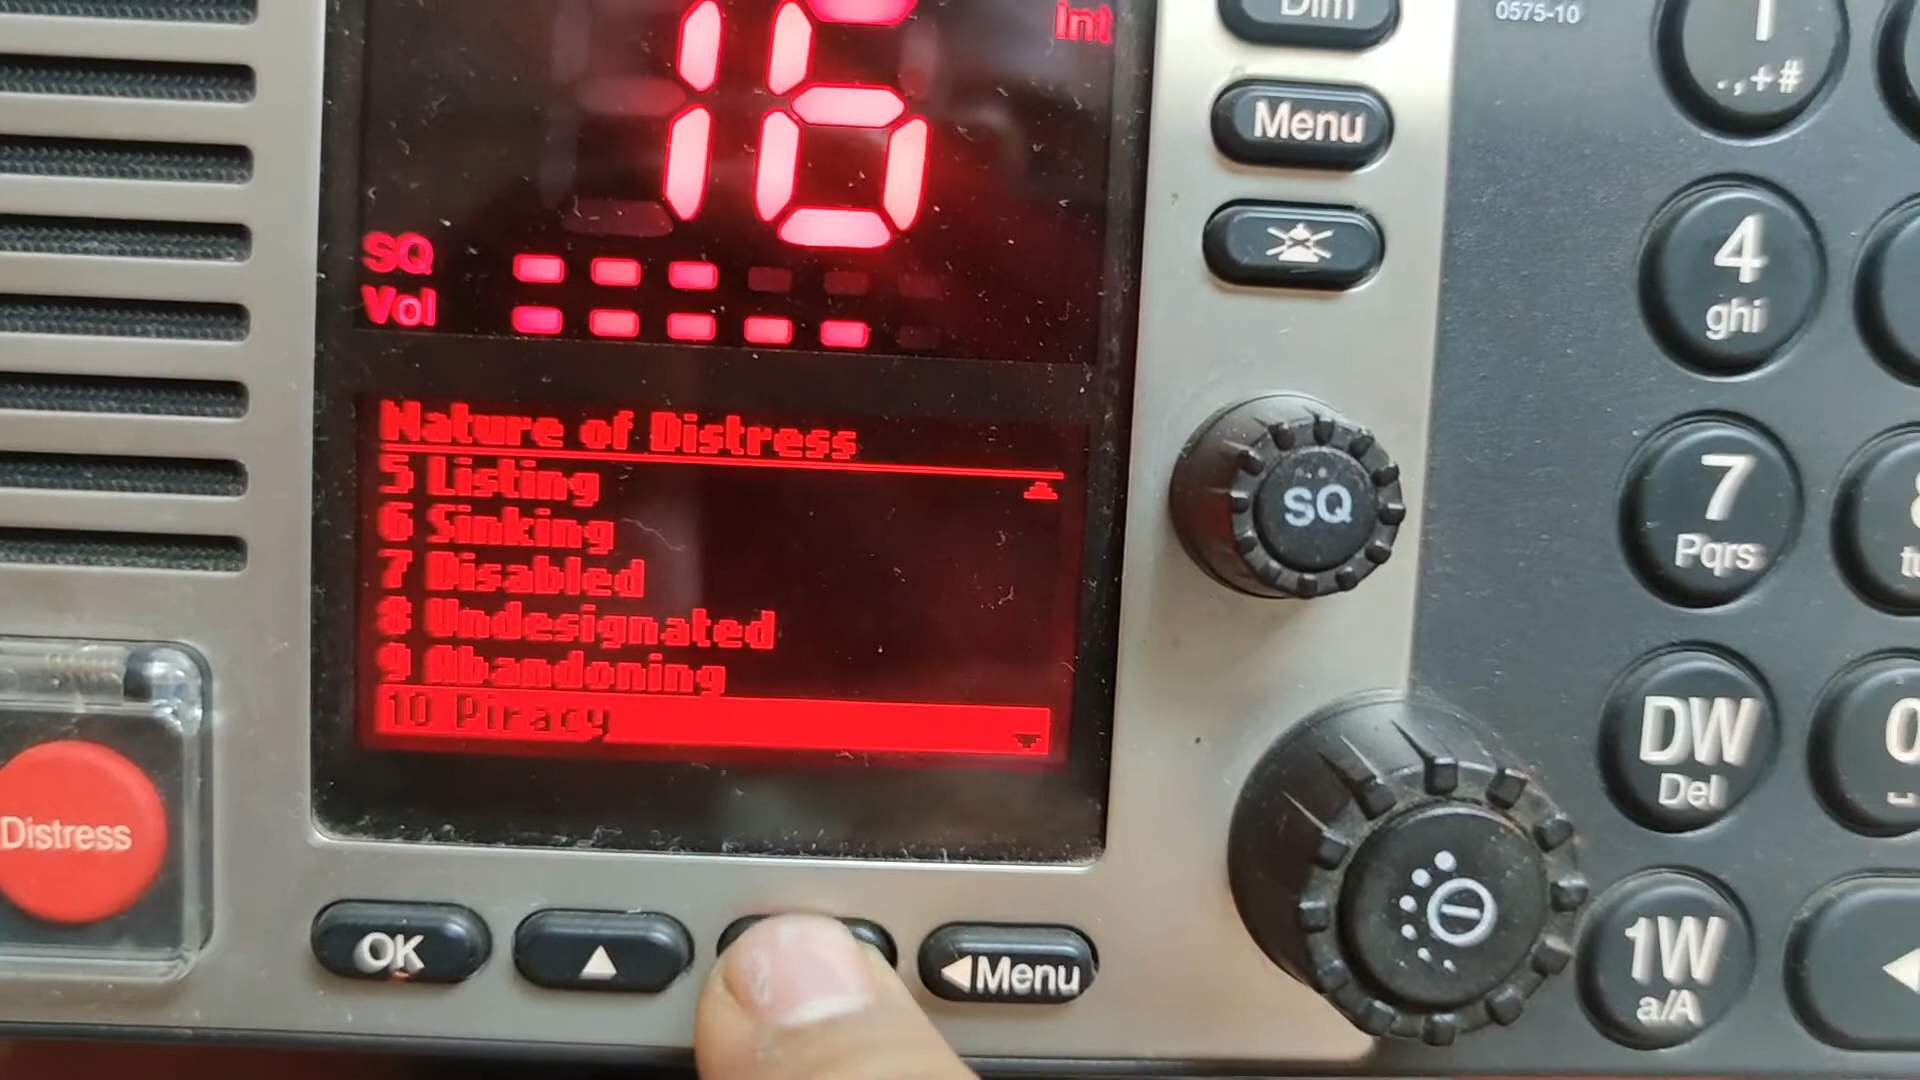 Dim
0575-10
1
.,+#
16
Int
Menu
SQ
Vol
4
ghi
Nature of Distress
5 Listing
6 Sinking
7 Disabled
8 Undesignated
9 Abandoning
10 Piracy
SQ
7
Pqrs
DW
Del
0
Distress
OK
▲
◀Menu
1W
a/A